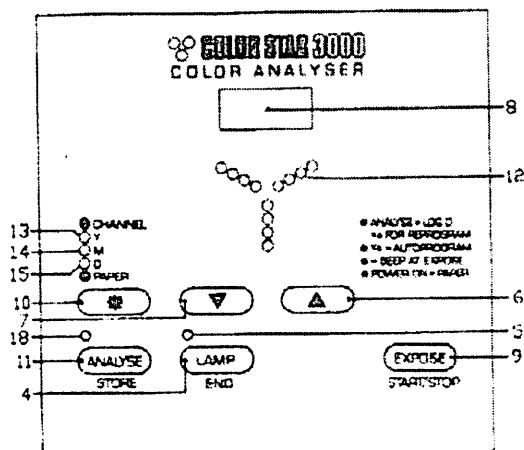 COLOR STAR 3000
COLOR ANALYSER
8
12
CHANNEL
13 Y
14 M
15 D
PAPER
ANALYSE = LOG D
FOR REPROGRAM
= AUTOPROGRAM
= BEEP AT EXPOSE
POWER ON = PAPER
10
7
6
18
5
11 ANALYSE
STORE
4 LAMP
END
EXPOSE 9
START/STOP